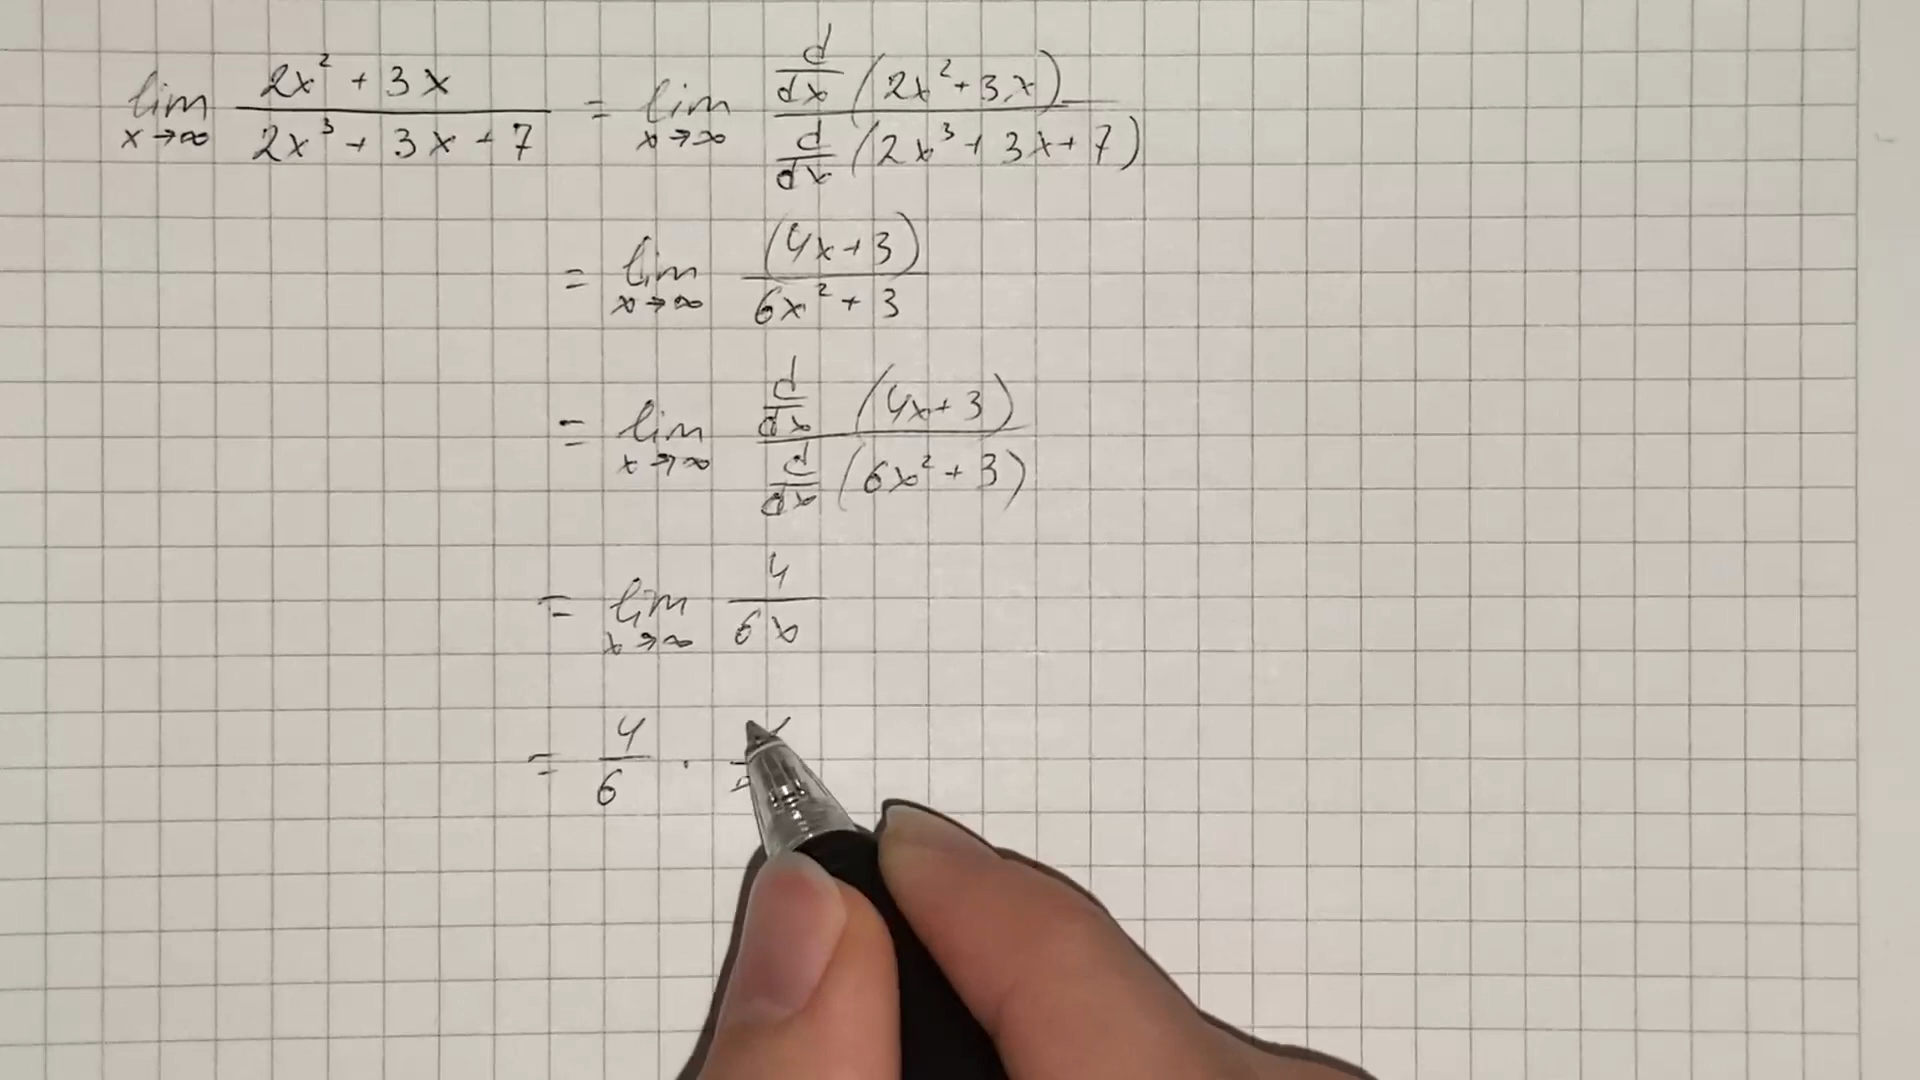 lim x→∞ (2x² + 3x)/(2x³ + 3x + 7) = lim x→∞ (d/dx (2x² + 3x))/(d/dx (2x³ + 3x + 7))
= lim x→∞ (4x+3)/(6x² + 3)
= lim x→∞ (d/dx (4x+3))/(d/dx (6x² + 3))
= lim x→∞ 4/(6x)
= 4/6 ·